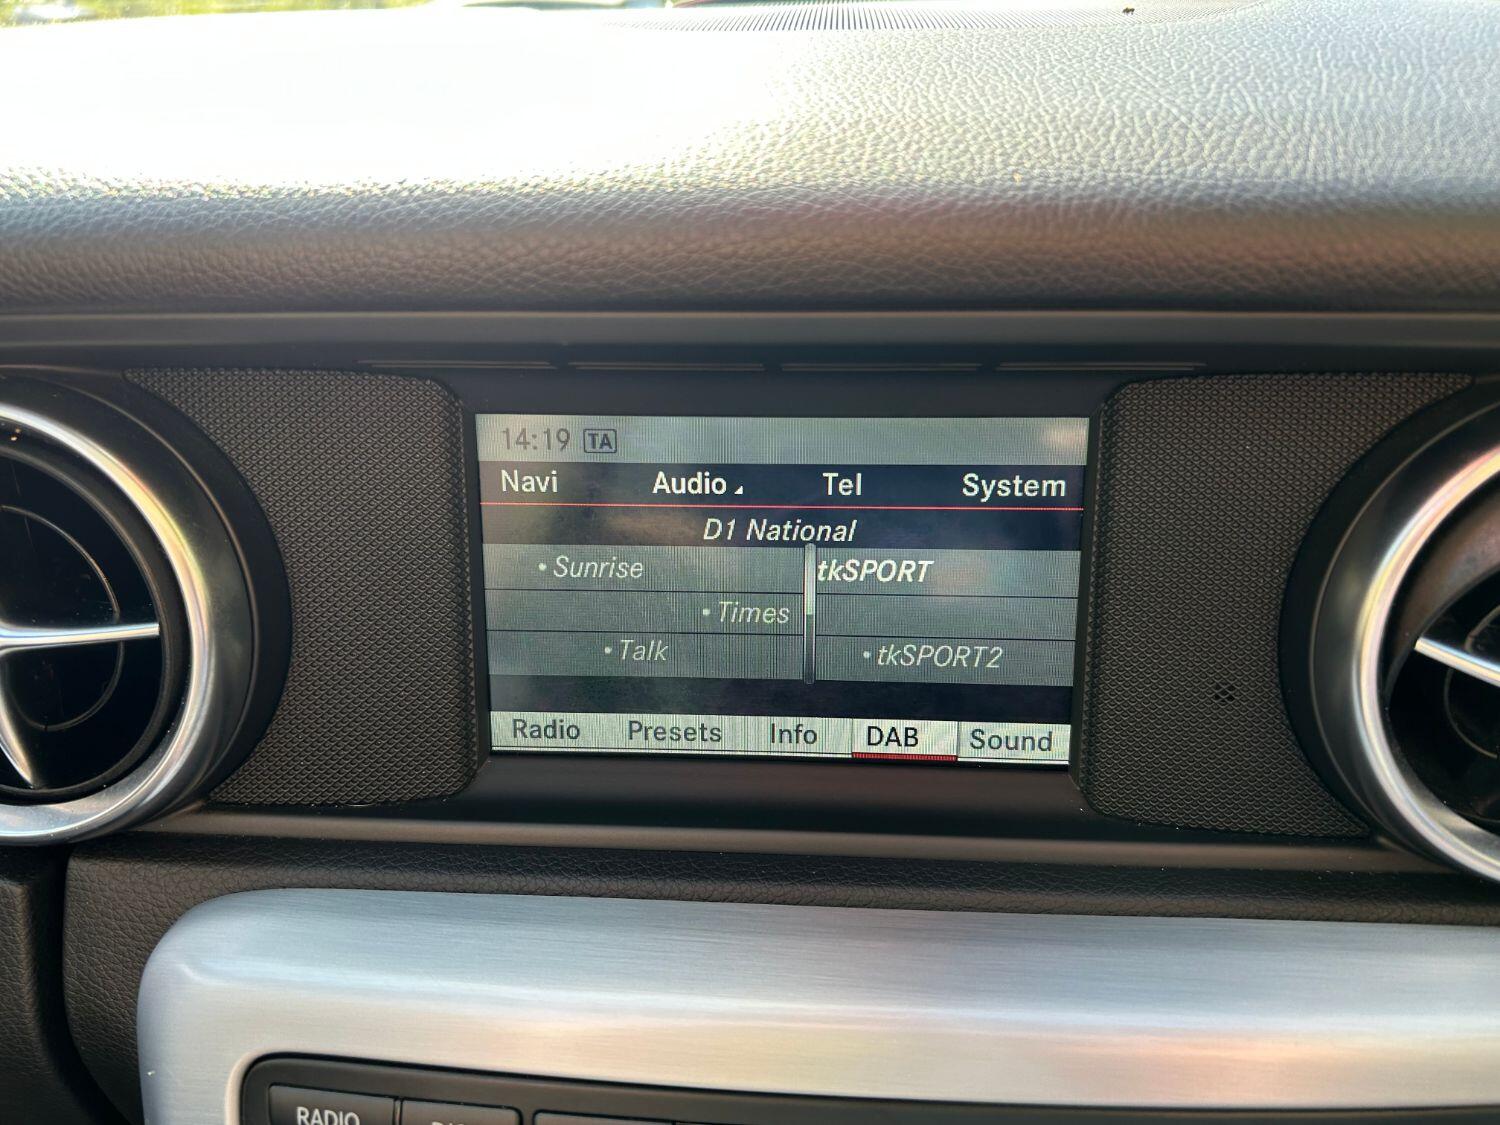 14:19 TA
Navi Audio Tel System
D1 National
• Sunrise tkSPORT
• Times
• Talk • tkSPORT2
Radio Presets Info DAB Sound
RADIO